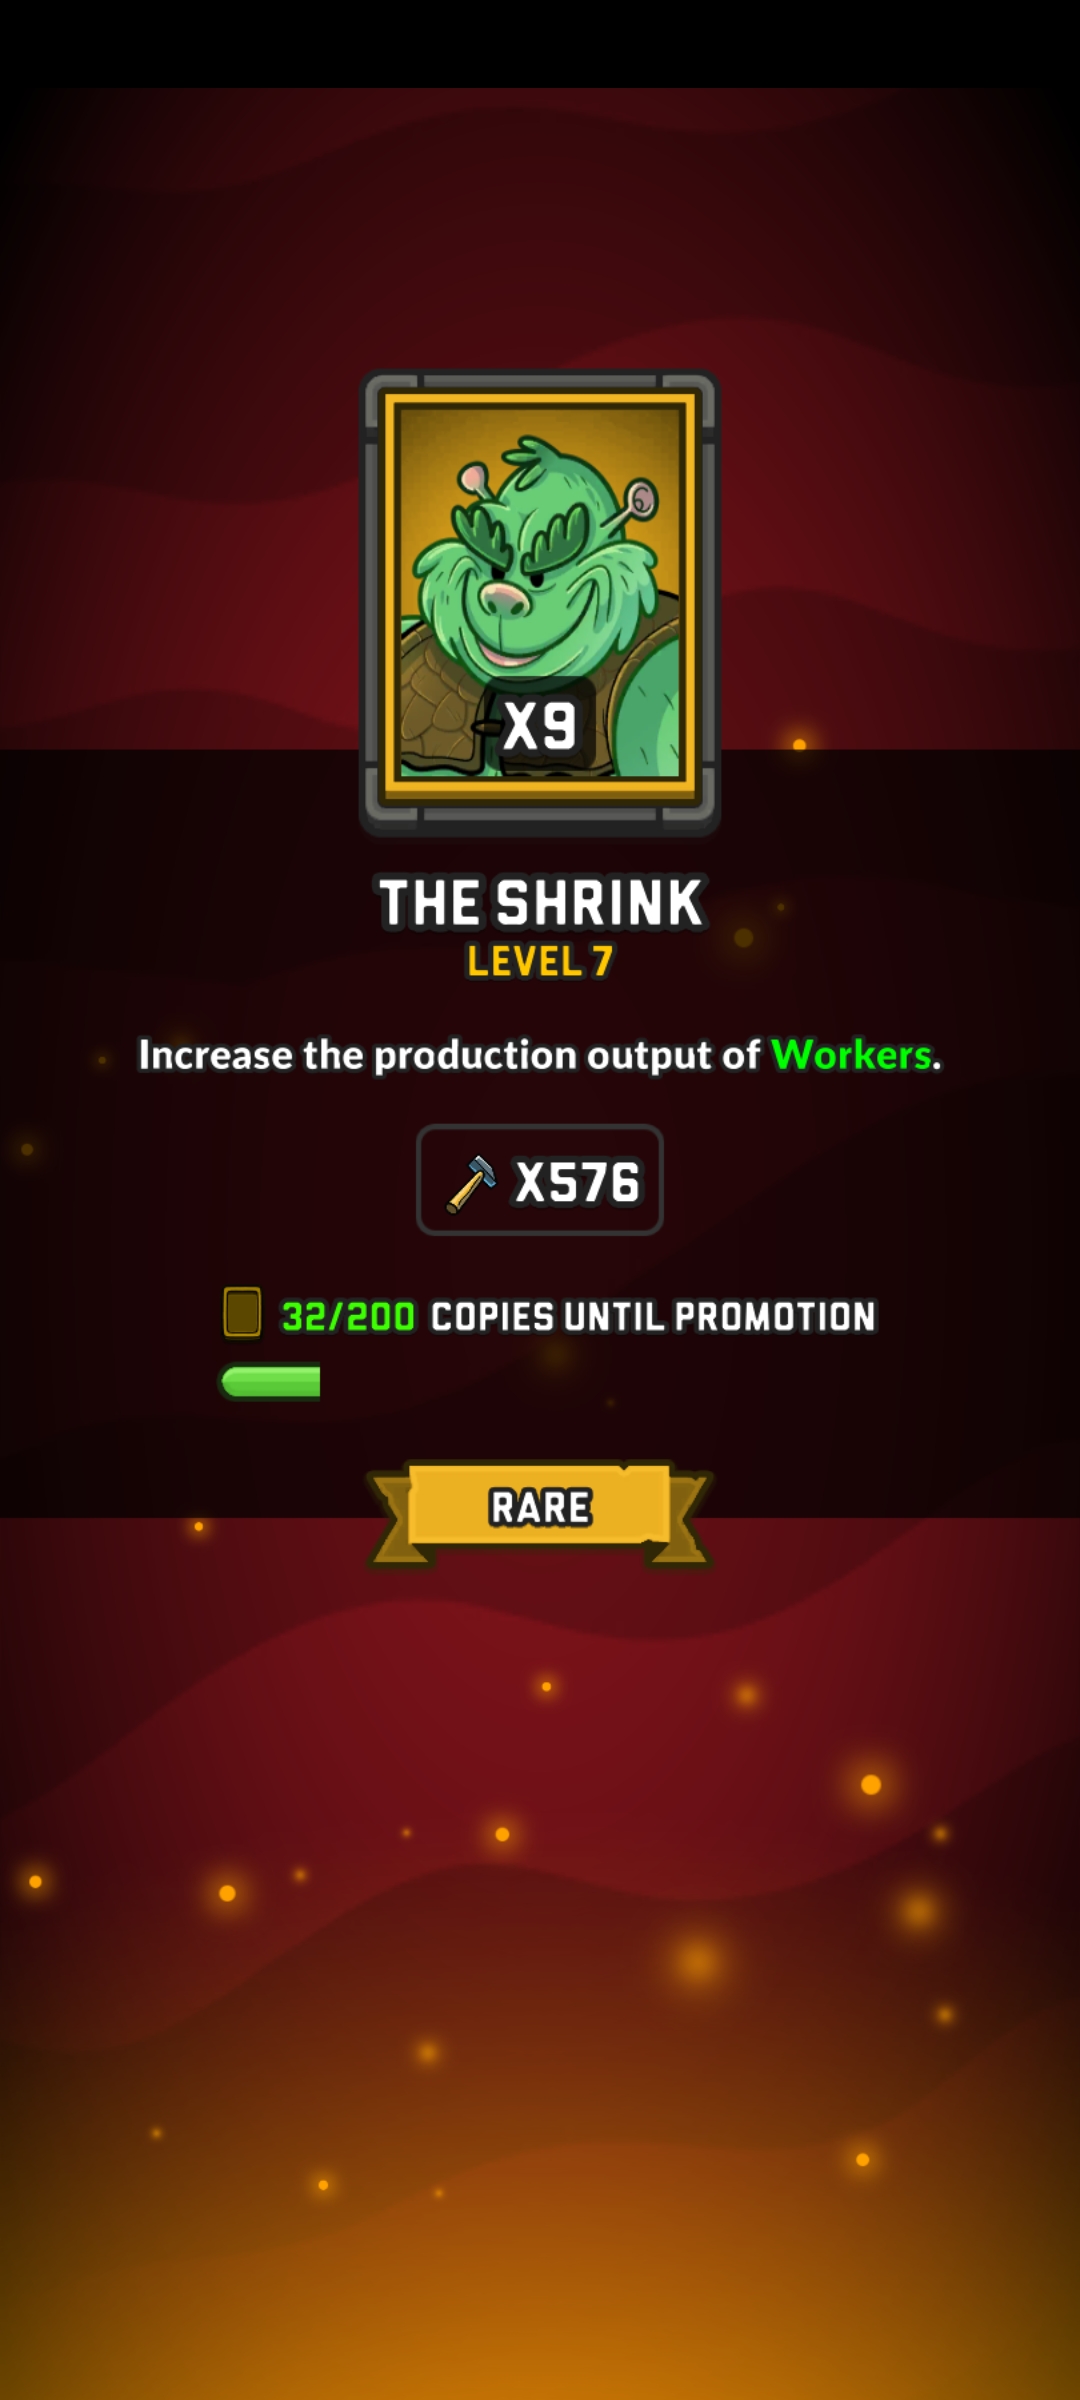 X9
THE SHRINK
LEVEL 7
Increase the production output of Workers.
X576
32/200 COPIES UNTIL PROMOTION
RARE